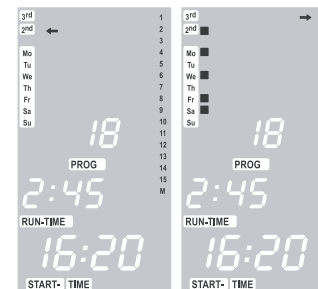 3rd
2nd
Mo
Tu
We
Th
Fr
Sa
Su
1
2
3
4
5
6
7
8
9
10
11
12
13
14
15
M
18
PROG
2:45
RUN-TIME
16:20
START- TIME
3rd
2nd
Mo
Tu
We
Th
Fr
Sa
Su
18
PROG
2:45
RUN-TIME
16:20
START- TIME